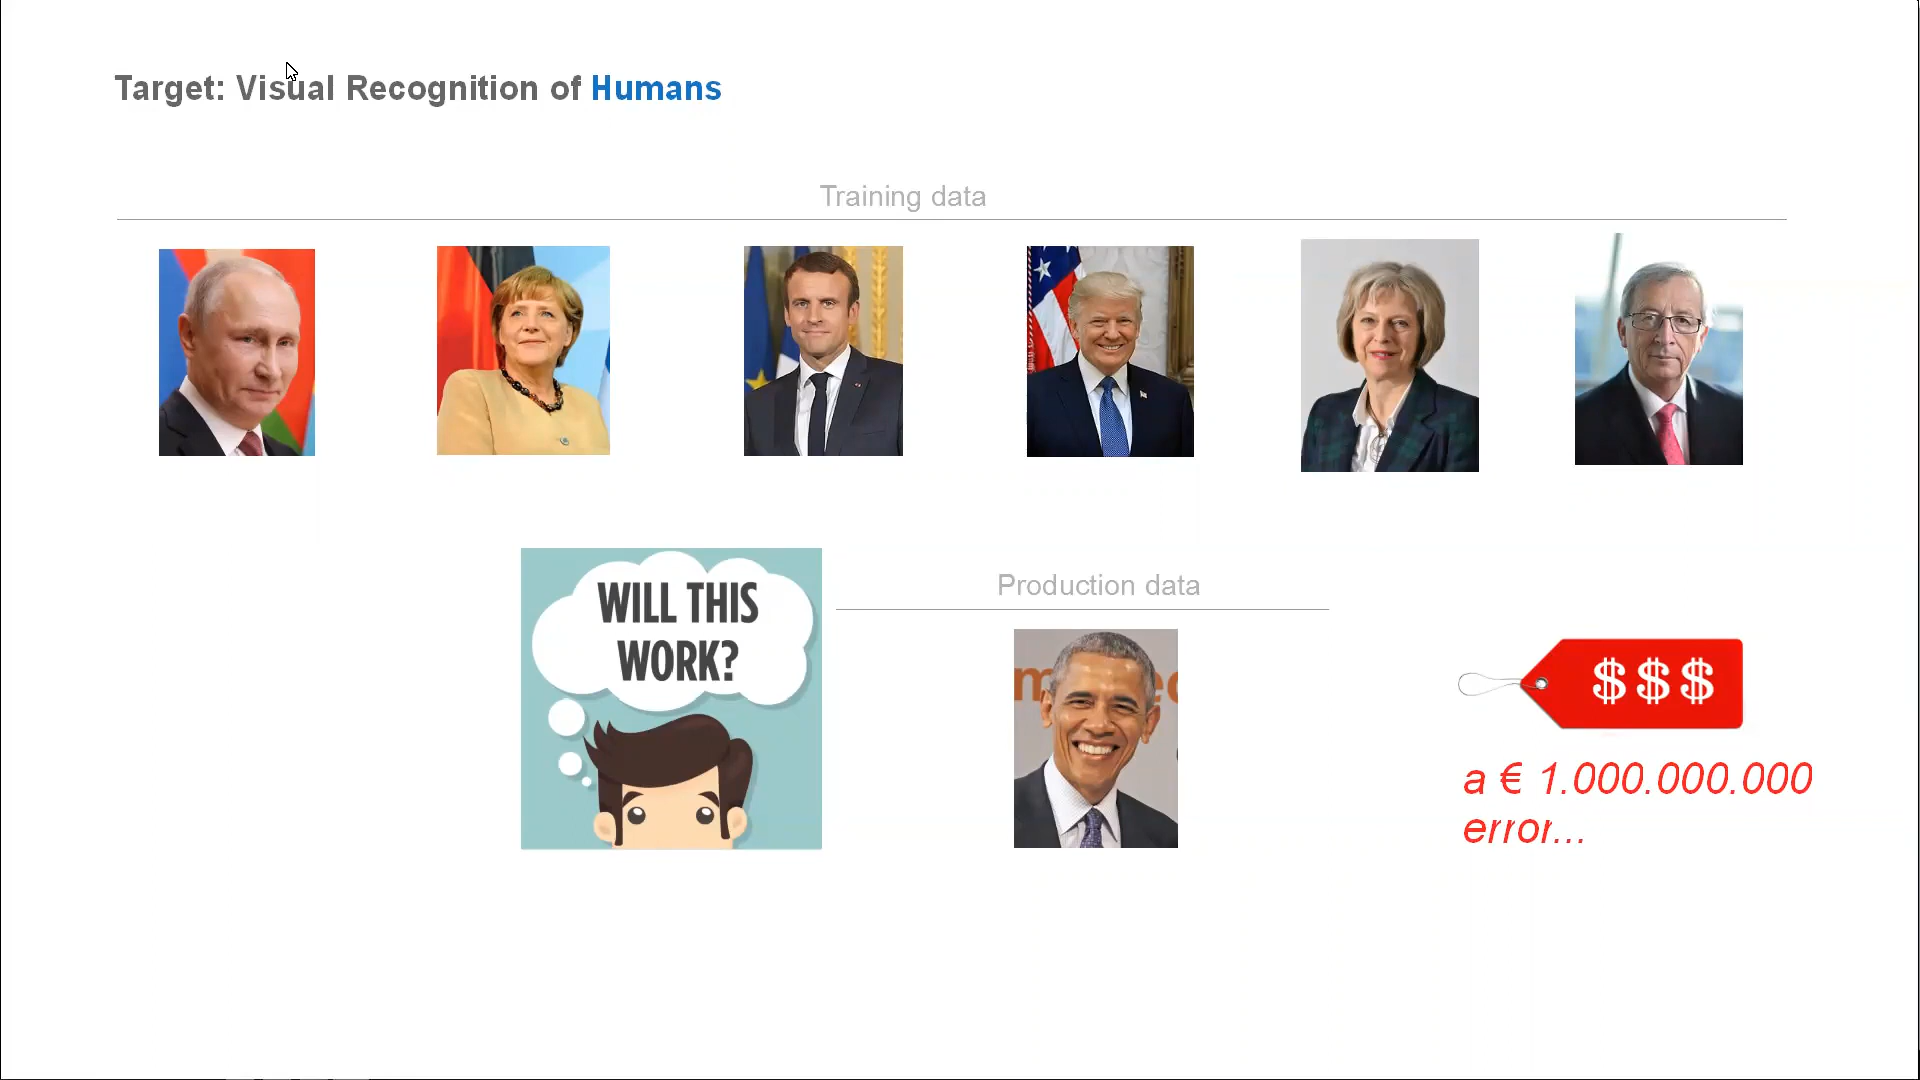 Target: Visual Recognition of Humans
Training data
WILL THIS
WORK?
Production data
$$$
a € 1.000.000.000
error...